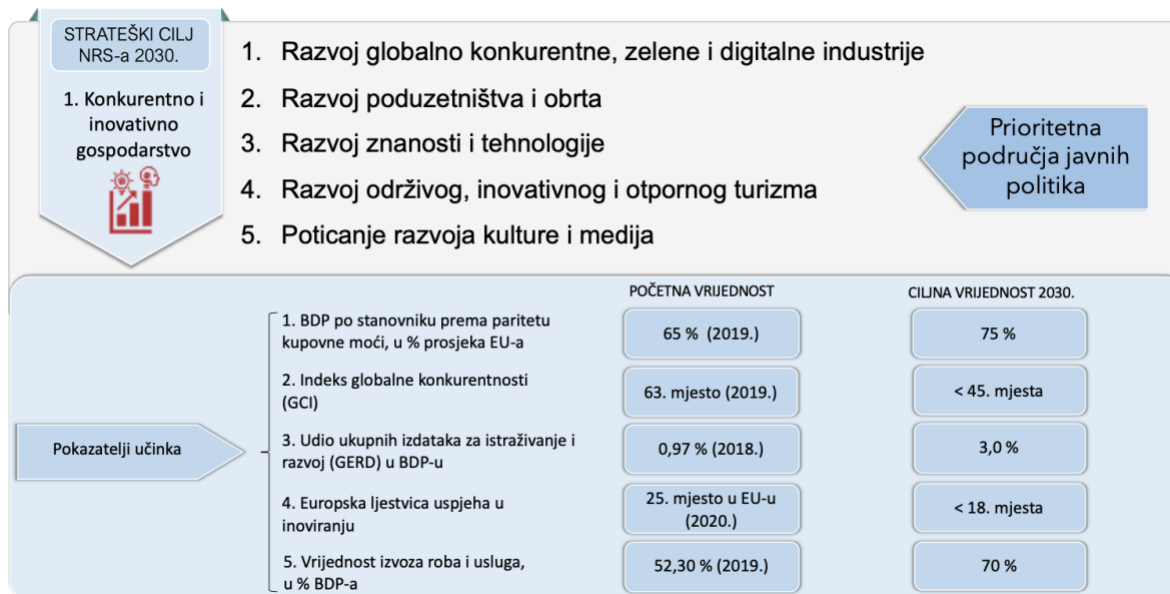 STRATEŠKI CILJ
NRS-a 2030.
1. Konkurentno i
inovativno
gospodarstvo
1. Razvoj globalno konkurentne, zelene i digitalne industrije
2. Razvoj poduzetništva i obrta
3. Razvoj znanosti i tehnologije
4. Razvoj održivog, inovativnog i otpornog turizma
5. Poticanje razvoja kulture i medija
Prioritetna
područja javnih
politika
POČETNA VRIJEDNOST
CILJNA VRIJEDNOST 2030.
Pokazatelji učinka
1. BDP po stanovniku prema paritetu
kupovne moći, u % prosjeka EU-a
65 % (2019.)
75 %
2. Indeks globalne konkurentnosti
(GCI)
63. mjesto (2019.)
< 45. mjesta
3. Udio ukupnih izdataka za istraživanje i
razvoj (GERD) u BDP-u
0,97 % (2018.)
3,0 %
4. Europska ljestvica uspjeha u
inoviranju
25. mjesto u EU-u
(2020.)
< 18. mjesta
5. Vrijednost izvoza roba i usluga,
u % BDP-a
52,30 % (2019.)
70 %